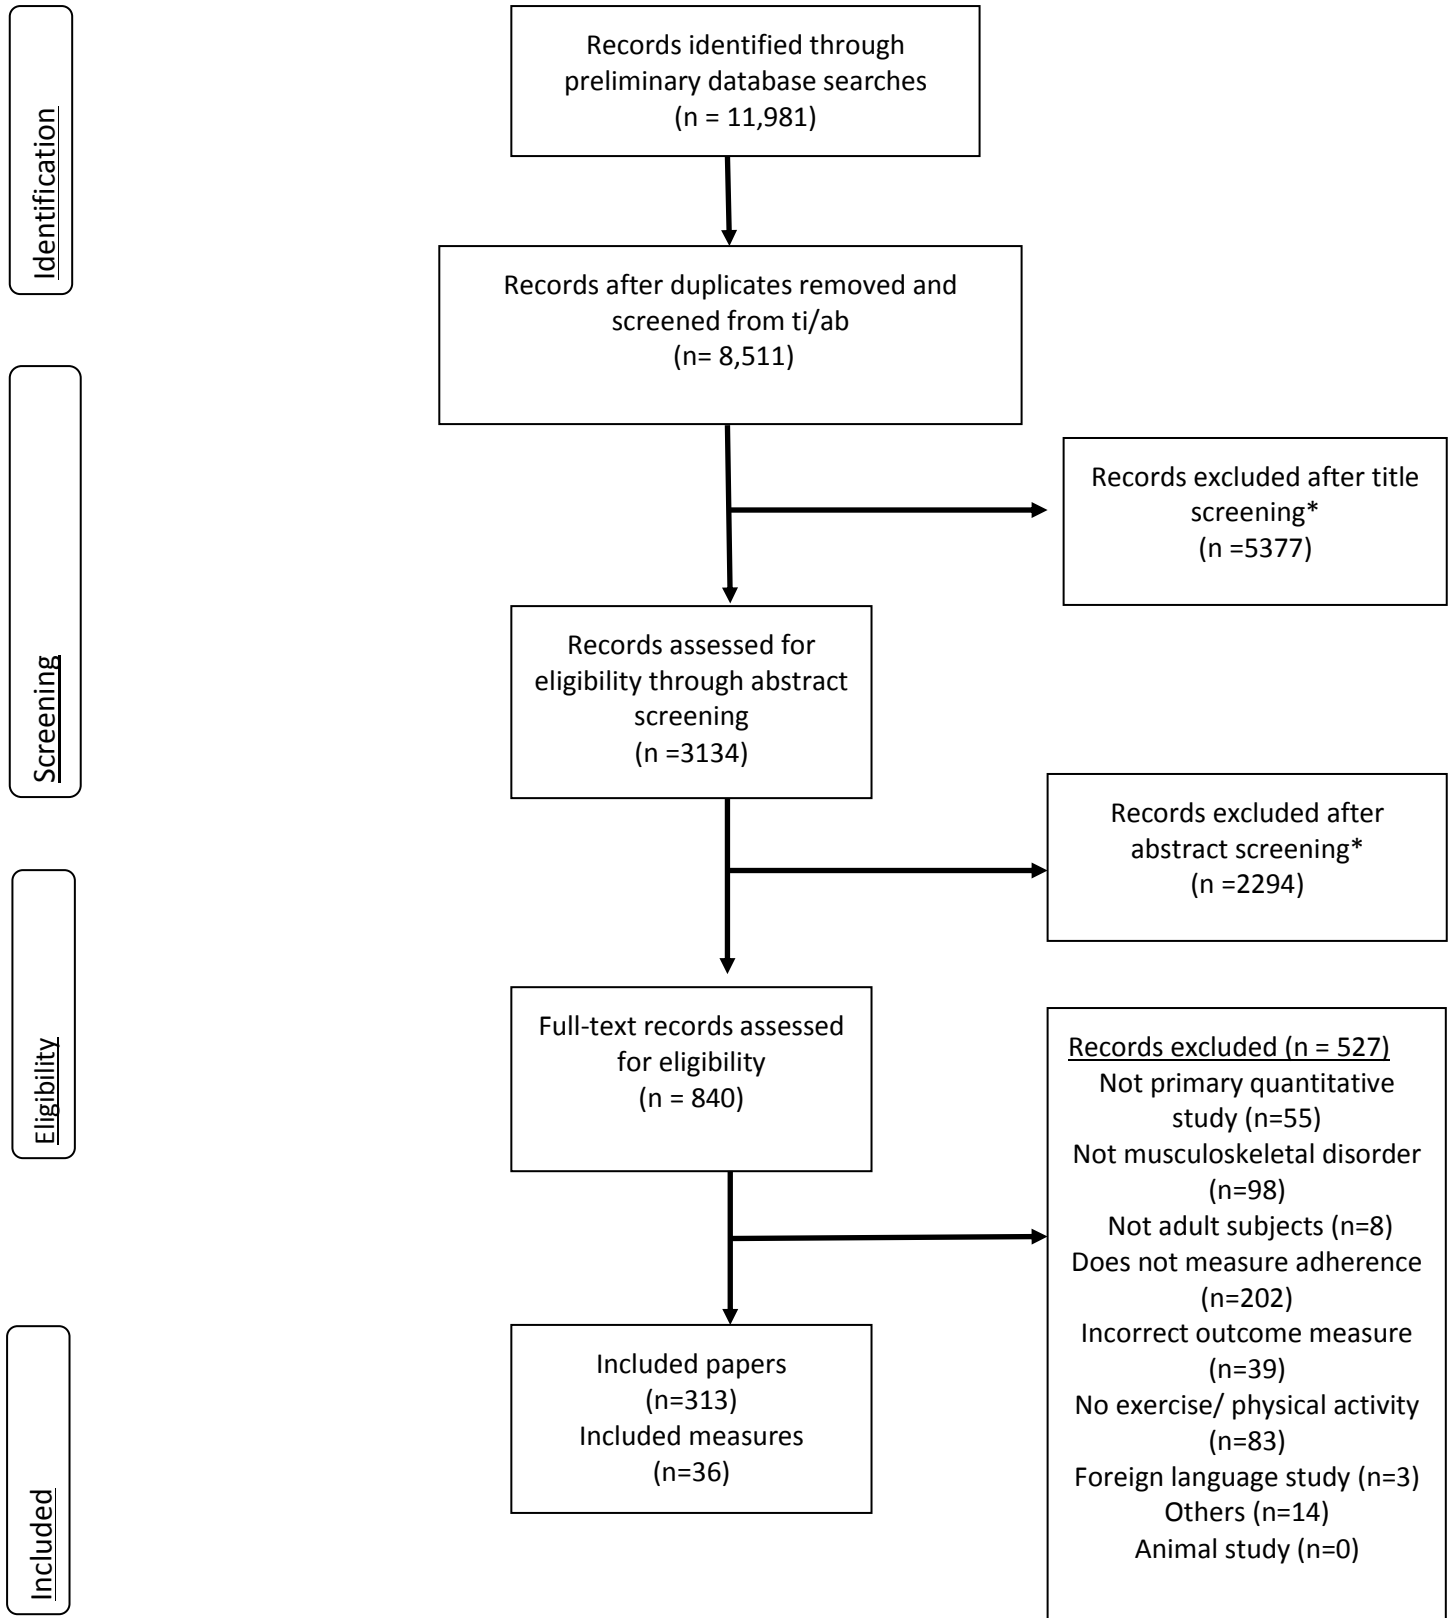 Identification
Records identified through
preliminary database searches
(n = 11,981)
Records after duplicates removed and
screened from ti/ab
(n= 8,511)
Screening
Records excluded after title
screening*
(n =5377)
Records assessed for
eligibility through abstract
screening
(n =3134)
Records excluded after
abstract screening*
(n =2294)
Eligibility
Full-text records assessed
for eligibility
(n = 840)
Records excluded (n = 527)
Not primary quantitative
study (n=55)
Not musculoskeletal disorder
(n=98)
Not adult subjects (n=8)
Does not measure adherence
(n=202)
Incorrect outcome measure
(n=39)
No exercise/ physical activity
(n=83)
Foreign language study (n=3)
Others (n=14)
Animal study (n=0)
Included
Included papers
(n=313)
Included measures
(n=36)